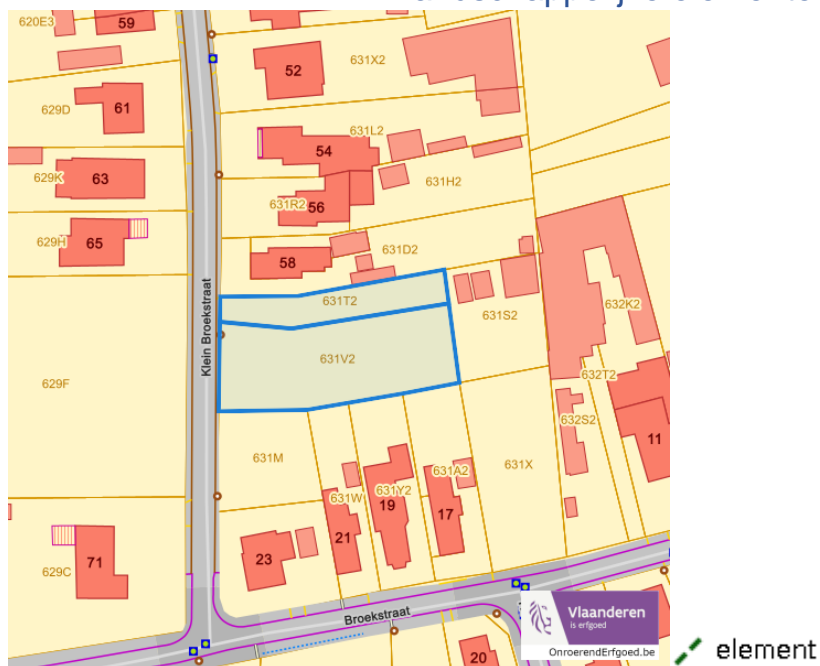 620E3
59
52
631X2
629D
61
631L2
54
629K
63
631H2
631R2
56
629H
65
631D2
58
631T2
631S2
632K2
Klein Broekstraat
631V2
629F
632T2
632S2
11
631M
631X
631A2
631W
631Y2
19
17
21
23
71
629C
Broekstraat
Vlaanderen
is erfgoed
OnroerendErfgoed.be
20
element